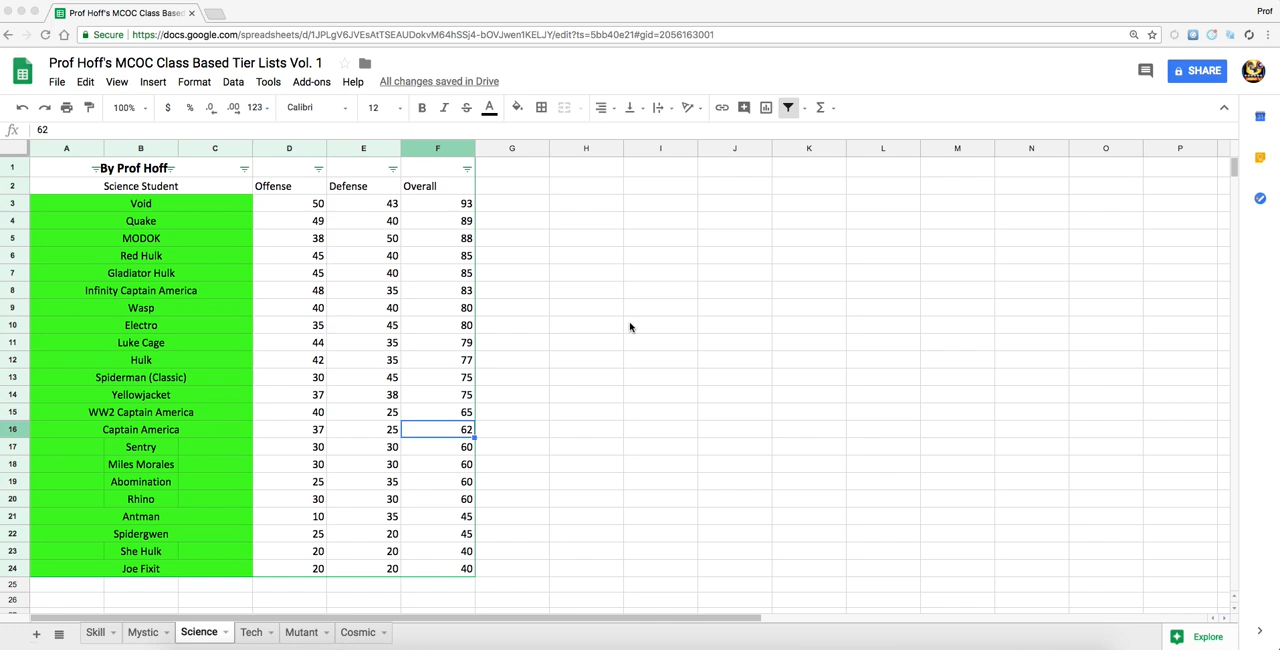 Prof Hoff's MCOC Class Based × Prof
Secure https://docs.google.com/spreadsheets/d/1JPLgV6JVEsAtTSEAUDokvM64hSSj4-bOVJwen1KELJY/edit?ts=5bb40e21#gid=2056163001
Prof Hoff's MCOC Class Based Tier Lists Vol. 1
File Edit View Insert Format Data Tools Add-ons Help All changes saved in Drive
SHARE
100% $ % .0 .00 123 Calibri 12 B I S A Σ
fx 62
A B C D E F G H I J K L M N O P
1 By Prof Hoff
2 Science Student Offense Defense Overall
3 Void 50 43 93
4 Quake 49 40 89
5 MODOK 38 50 88
6 Red Hulk 45 40 85
7 Gladiator Hulk 45 40 85
8 Infinity Captain America 48 35 83
9 Wasp 40 40 80
10 Electro 35 45 80
11 Luke Cage 44 35 79
12 Hulk 42 35 77
13 Spiderman (Classic) 30 45 75
14 Yellowjacket 37 38 75
15 WW2 Captain America 40 25 65
16 Captain America 37 25 62
17 Sentry 30 30 60
18 Miles Morales 30 30 60
19 Abomination 25 35 60
20 Rhino 30 30 60
21 Antman 10 35 45
22 Spidergwen 25 20 45
23 She Hulk 20 20 40
24 Joe Fixit 20 20 40
25
26
+ Skill Mystic Science Tech Mutant Cosmic Explore